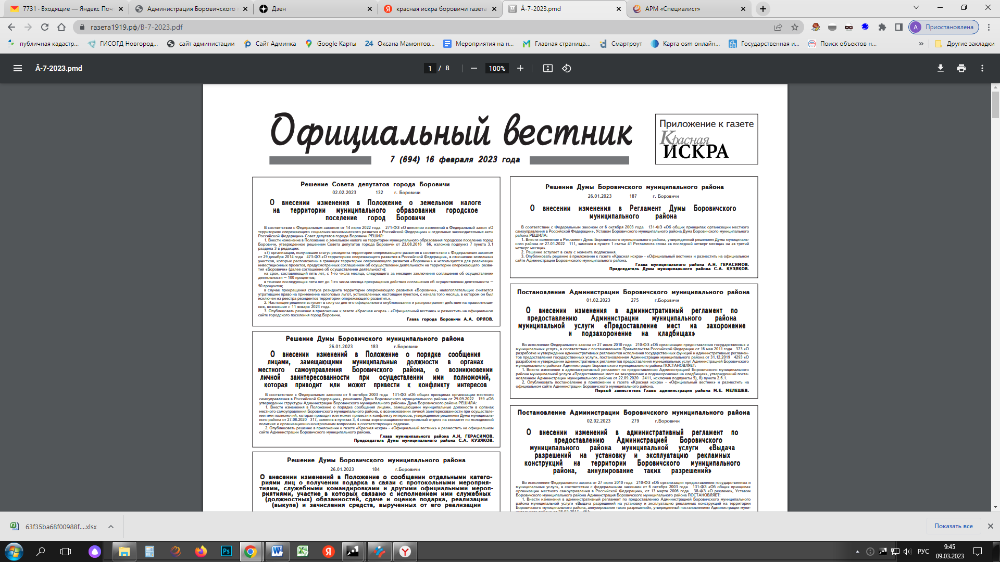 7731 · Входящие — Яндекс Поч
Администрация Боровичского
Дзен
красная искра боровичи газета
Â-7-2023.pmd
АРМ «Специалист»
газета1919.рф/В-7-2023.pdf
Приостановлена
публичная кадастр...
ГИСОГД Новгород...
сайт администации
Сайт Админка
Google Карты
24 Оксана Мамонтов...
Мероприятия на н...
Главная страница...
Смартроут
Карта osm онлайн...
Государственная и...
Поиск объектов н...
Другие закладки
Â-7-2023.pmd
1 / 8
100%
Официальный вестник
7 (694) 16 февраля 2023 года
Приложение к газете
Красная
ИСКРА
Решение Совета депутатов города Боровичи
02.02.2023 132 г. Боровичи
О внесении изменения в Положение о земельном налоге
на территории муниципального образования городское
поселение город Боровичи
В соответствии с Федеральным законом от 14 июля 2022 года 271-ФЗ «О внесении изменений в Федеральный закон «О
территориях опережающего социально-экономического развития в Российской Федерации» и отдельные законодательные акты
Российской Федерации» Совет депутатов города Боровичи РЕШИЛ:
1. Внести изменение в Положение о земельном налоге на территории муниципального образования городское поселение город
Боровичи, утвержденное решением Совета депутатов города Боровичи от 23.08.2016 66, изложив подпункт 7 пункта 3.1
раздела 3 в редакции:
«7) организации, получившие статус резидента территории опережающего развития в соответствии с Федеральным законом
от 29 декабря 2014 года 473-ФЗ «О территориях опережающего развития в Российской Федерации», в отношении земельных
участков, которые расположены в границах территории опережающего развития «Боровичи» и используются для реализации
инвестиционных проектов, предусмотренных соглашением об осуществлении деятельности на территории опережающего разви-
тия «Боровичи» (далее соглашение об осуществлении деятельности):
на срок, составляющий пять лет, с 1-го числа месяца, следующего за месяцем заключения соглашения об осуществлении
деятельности – 100 процентов;
в течение последующих пяти лет до 1-го числа месяца прекращения действия соглашения об осуществлении деятельности –
50 процентов;
в случае прекращения статуса резидента территории опережающего развития «Боровичи», налогоплательщик считается
утратившим право на применение налоговых льгот, установленных настоящим пунктом, с начала того месяца, в котором он был
исключен из реестра резидентов территории опережающего развития.».
2. Настоящее решение вступает в силу со дня его официального опубликования и распространяет действие на правоотноше-
ния, возникшие с 11 января 2023 года.
3. Опубликовать решение в приложении к газете «Красная искра» - «Официальный вестник» и разместить на официальном
сайте городского поселения город Боровичи.
Глава города Боровичи А.А. ОРЛОВ.
Решение Думы Боровичского муниципального района
26.01.2023 183 г.Боровичи
О внесении изменений в Положение о порядке сообщения
лицами, замещающими муниципальные должности в органах
местного самоуправления Боровичского района, о возникновении
личной заинтересованности при осуществлении ими полномочий,
которая приводит или может привести к конфликту интересов
В соответствии с Федеральным законом от 6 октября 2003 года 131-ФЗ «Об общих принципах организации местного
самоуправления в Российской Федерации», решением Думы Боровичского муниципального района от 29.09.2022 159 «Об
утверждении структуры Администрации Боровичского муниципального района» Дума Боровичского района РЕШИЛА:
1. Внести изменения в Положение о порядке сообщения лицами, замещающими муниципальные должности в органах
местного самоуправления Боровичского муниципального района, о возникновении личной заинтересованности при осуществле-
нии ими полномочий, которая приводит или может привести к конфликту интересов, утвержденное решением Думы муниципаль-
ного района от 27.08.2020 317, заменив в пунктах 3, 4 слова «организационно-контрольный отдел» на «комитет по молодежной
политике и организационно-контрольным вопросам» в соответствующих падежах.
2. Опубликовать решение в приложении к газете «Красная искра» - «Официальный вестник» и разместить на официальном
сайте Администрации Боровичского муниципального района.
Глава муниципального района А.Н. ГЕРАСИМОВ.
Председатель Думы муниципального района С.А. КУЗЯКОВ.
Решение Думы Боровичского муниципального района
26.01.2023 184 г.Боровичи
О внесении изменений в Положение о сообщении отдельными катего-
риями лиц о получении подарка в связи с протокольными мероприя-
тиями, служебными командировками и другими официальными мероп-
риятиями, участие в которых связано с исполнением ими служебных
(должностных) обязанностей, сдаче и оценке подарка, реализации
(выкупе) и зачисления средств, вырученных от его реализации
Решение Думы Боровичского муниципального района
26.01.2023 187 г. Боровичи
О внесении изменения в Регламент Думы Боровичского
муниципального района
В соответствии с Федеральным законом от 6 октября 2003 года 131-ФЗ «Об общих принципах организации местного
самоуправления в Российской Федерации», Уставом Боровичского муниципального района Дума Боровичского муниципального
района РЕШИЛА:
1. Внести изменение в Регламент Думы Боровичского муниципального района, утвержденный решением Думы муниципаль-
ного района от 27.01.2022 111, заменив в пункте 1 статьи 41 Регламента слова «в последний четверг месяца» на «в третий
четверг месяца».
2. Решение вступает в силу с момента подписания.
3. Опубликовать решение в приложении к газете «Красная искра» - «Официальный вестник» и разместить на официальном
сайте Администрации Боровичского муниципального района.
Глава муниципального района А.Н. ГЕРАСИМОВ.
Председатель Думы муниципального района С.А. КУЗЯКОВ.
Постановление Администрации Боровичского муниципального района
01.02.2023 275 г.Боровичи
О внесении изменения в административный регламент по
предоставлению Администрации муниципального района
муниципальной услуги «Предоставление мест на захоронение
и подзахоронение на кладбищах»
Во исполнение Федерального закона от 27 июля 2010 года 210-ФЗ «Об организации предоставления государственных и
муниципальных услуг», в соответствии с постановлением Правительства Российской Федерации от 16 мая 2011 года 373 «О
разработке и утверждении административных регламентов исполнения государственных функций и административных регламен-
тов предоставления государственных услуг», постановлением Администрации муниципального района от 31.12.2019 4293 «О
разработке и утверждении административных регламентов предоставления муниципальных услуг Администрацией Боровичского
муниципального района» Администрация Боровичского муниципального района ПОСТАНОВЛЯЕТ:
1. Внести изменение в административный регламент по предоставлению Администрацией Боровичского муниципального
района муниципальной услуги «Предоставление мест на захоронение и подзахоронение на кладбищах», утвержденный поста-
новлением Администрации муниципального района от 22.09.2020 2411, исключив подпункты 5), 8) пункта 2.6.1.
2. Опубликовать постановление в приложении к газете «Красная искра» - «Официальный вестник» и разместить на
официальном сайте Администрации Боровичского муниципального района.
Первый заместитель Главы администрации района М.Е. МЕЛЕШЕВ.
Постановление Администрации Боровичского муниципального района
02.02.2023 279 г.Боровичи
О внесении изменений в административный регламент по
предоставлению Администрацией Боровичского
муниципального района муниципальной услуги «Выдача
разрешений на установку и эксплуатацию рекламных
конструкций на территории Боровичского муниципального
района, аннулирование таких разрешений»
Во исполнение Федерального закона от 27 июля 2010 года 210-ФЗ «Об организации предоставления государственных и
муниципальных услуг», в соответствии с федеральными законами от 6 октября 2003 года 131-ФЗ «Об общих принципах
организации местного самоуправления в Российской Федерации», от 13 марта 2006 года 38-ФЗ «О рекламе», Уставом
Боровичского муниципального района Администрация Боровичского муниципального района ПОСТАНОВЛЯЕТ:
1. Внести изменения в административный регламент по предоставлению Администрацией Боровичского муниципального
района муниципальной услуги «Выдача разрешений на установку и эксплуатацию рекламных конструкций на территории
Боровичского муниципального района, аннулирование таких разрешений», утвержденный постановлением Администрации муни-
63f35ba68f00988f....xlsx
Показать все
РУС
9:45
09.03.2023